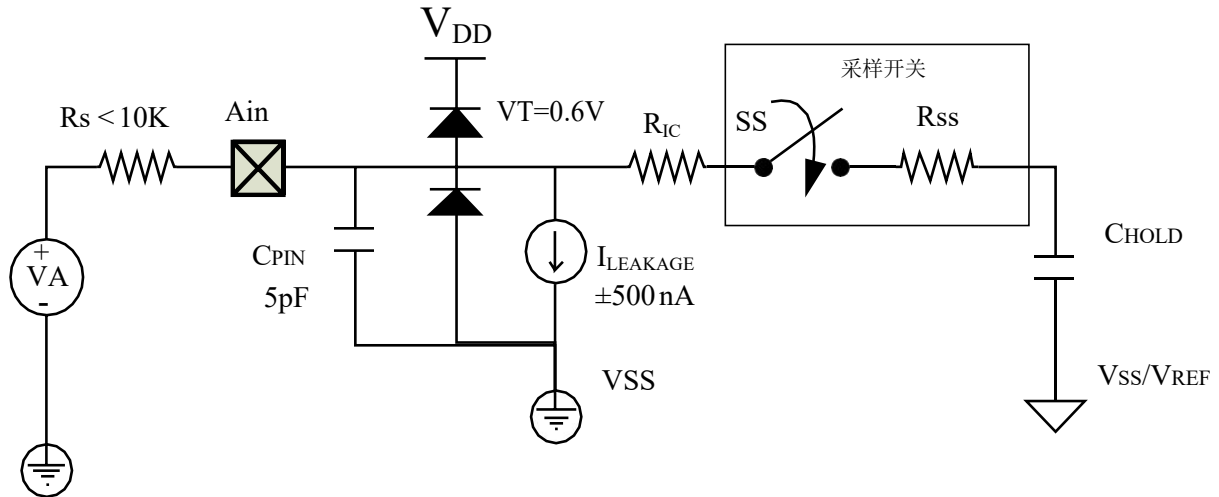 VDD
采样开关
Rs < 10K
Ain
VT=0.6V
RIC
SS
Rss
+
VA
-
CPIN
5pF
ILEAKAGE
±500 nA
CHOLD
VSS
VSS/VREF